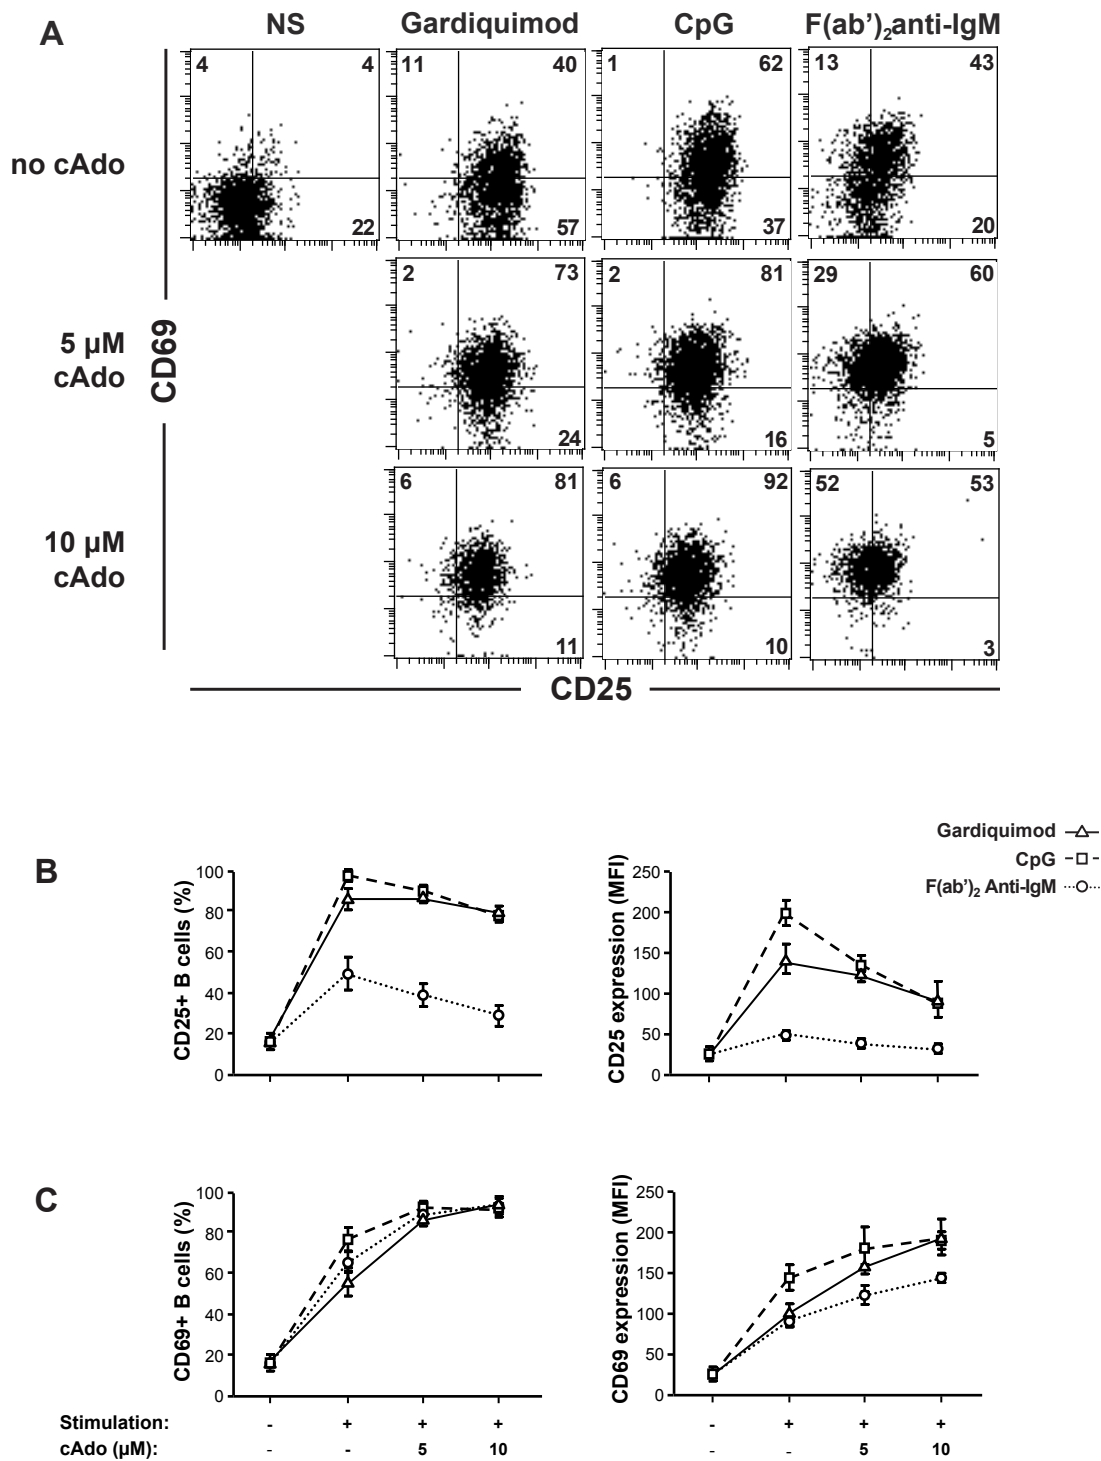 A
NS Gardiquimod CpG F(ab')₂anti-IgM
no cAdo
4 4 11 40 1 62 13 43
22 57 37 20
5 µM
cAdo
2 73 2 81 29 60
24 16 5
10 µM
cAdo
6 81 6 92 52 53
11 10 3
CD69
CD25
Gardiquimod
CpG
F(ab')₂ Anti-IgM
B
CD25+ B cells (%)
100
80
60
40
20
0
CD25 expression (MFI)
250
200
150
100
50
0
C
CD69+ B cells (%)
100
80
60
40
20
0
CD69 expression (MFI)
250
200
150
100
50
0
Stimulation: - + + + - + + +
cAdo (µM): - - 5 10 - - 5 10